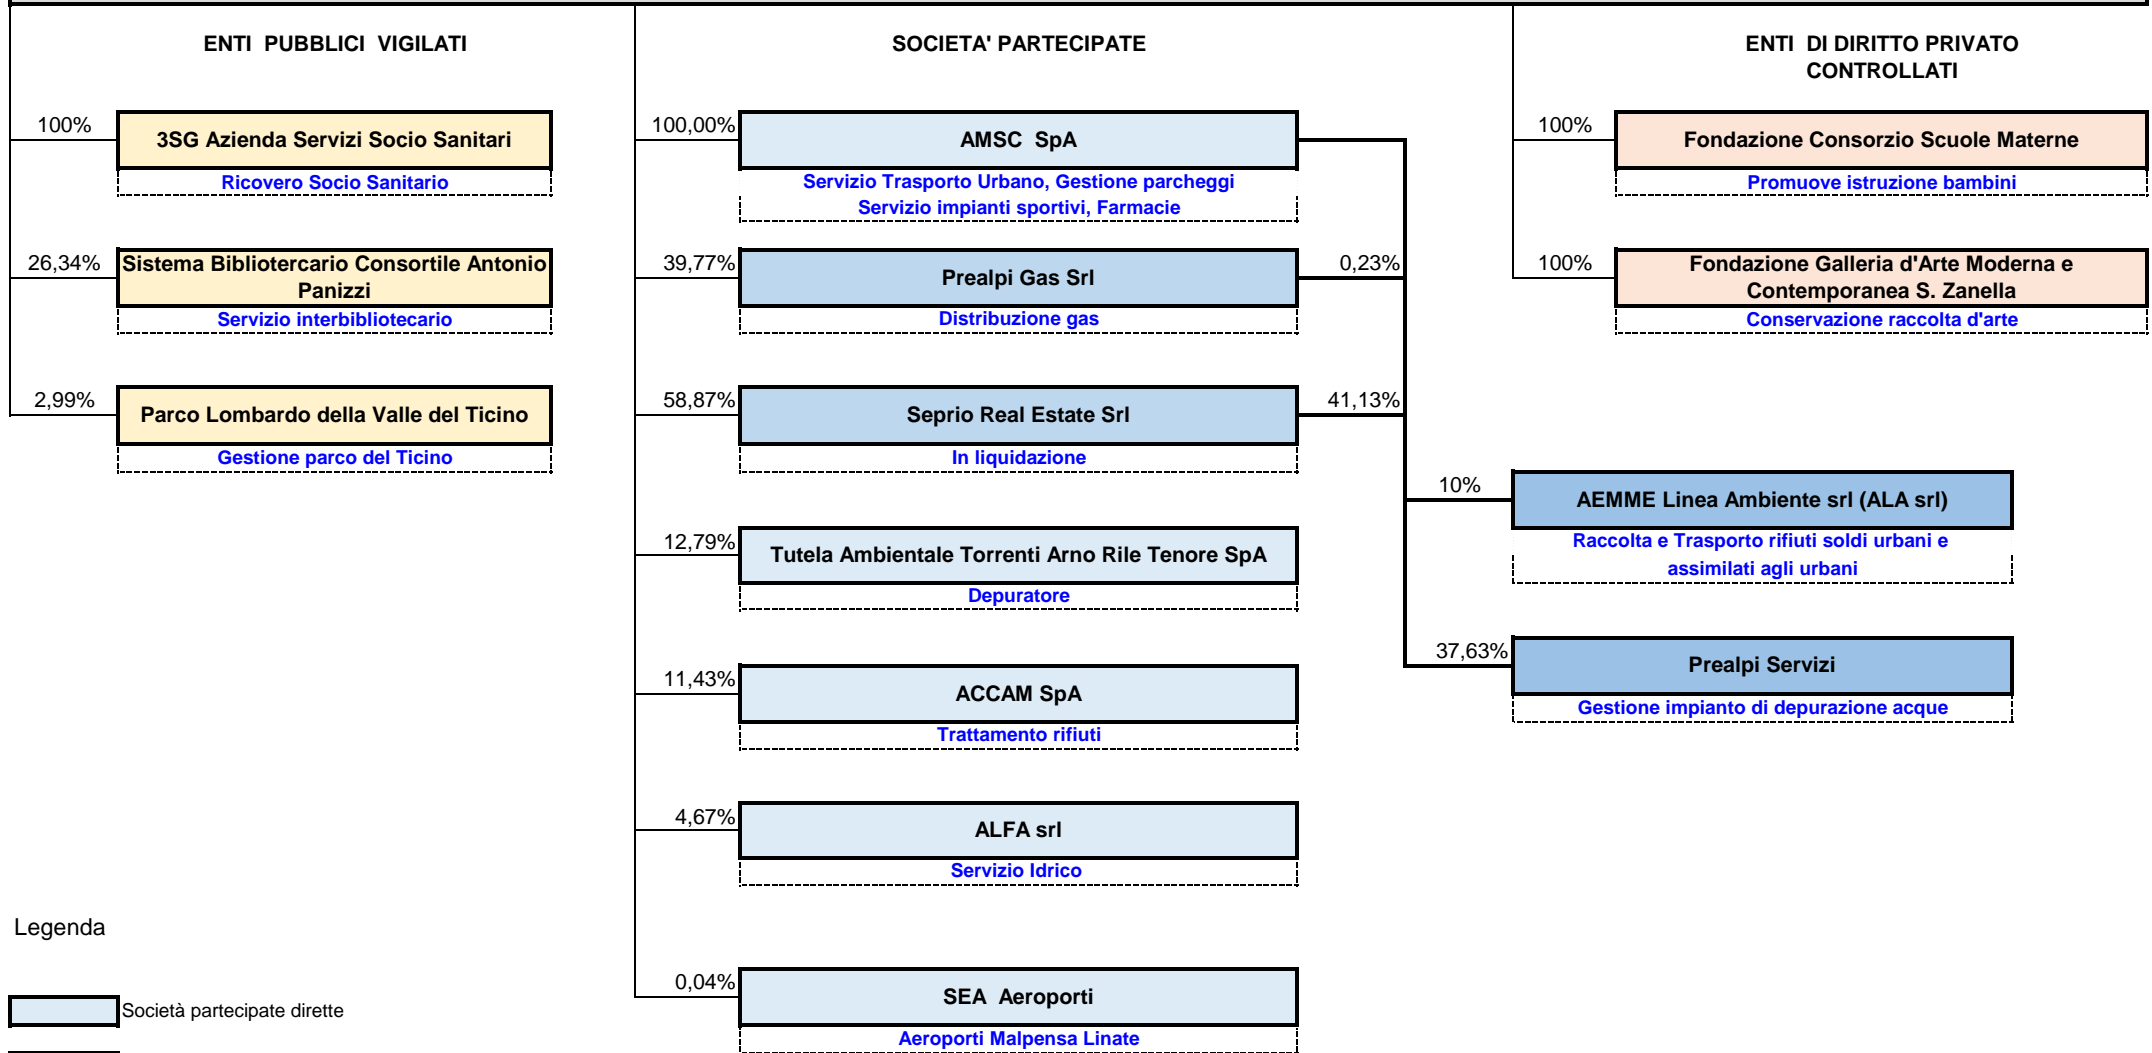 ENTI PUBBLICI VIGILATI
100%
3SG Azienda Servizi Socio Sanitari
Ricovero Socio Sanitario
26,34%
Sistema Bibliotercario Consortile Antonio
Panizzi
Servizio interbibliotecario
2,99%
Parco Lombardo della Valle del Ticino
Gestione parco del Ticino
SOCIETA' PARTECIPATE
100,00%
AMSC SpA
Servizio Trasporto Urbano, Gestione parcheggi
Servizio impianti sportivi, Farmacie
39,77%
Prealpi Gas Srl
0,23%
Distribuzione gas
58,87%
Seprio Real Estate Srl
41,13%
In liquidazione
12,79%
Tutela Ambientale Torrenti Arno Rile Tenore SpA
Depuratore
11,43%
ACCAM SpA
Trattamento rifiuti
4,67%
ALFA srl
Servizio Idrico
0,04%
SEA Aeroporti
Aeroporti Malpensa Linate
ENTI DI DIRITTO PRIVATO
CONTROLLATI
100%
Fondazione Consorzio Scuole Materne
Promuove istruzione bambini
100%
Fondazione Galleria d'Arte Moderna e
Contemporanea S. Zanella
Conservazione raccolta d'arte
10%
AEMME Linea Ambiente srl (ALA srl)
Raccolta e Trasporto rifiuti soldi urbani e
assimilati agli urbani
37,63%
Prealpi Servizi
Gestione impianto di depurazione acque
Legenda
Società partecipate dirette